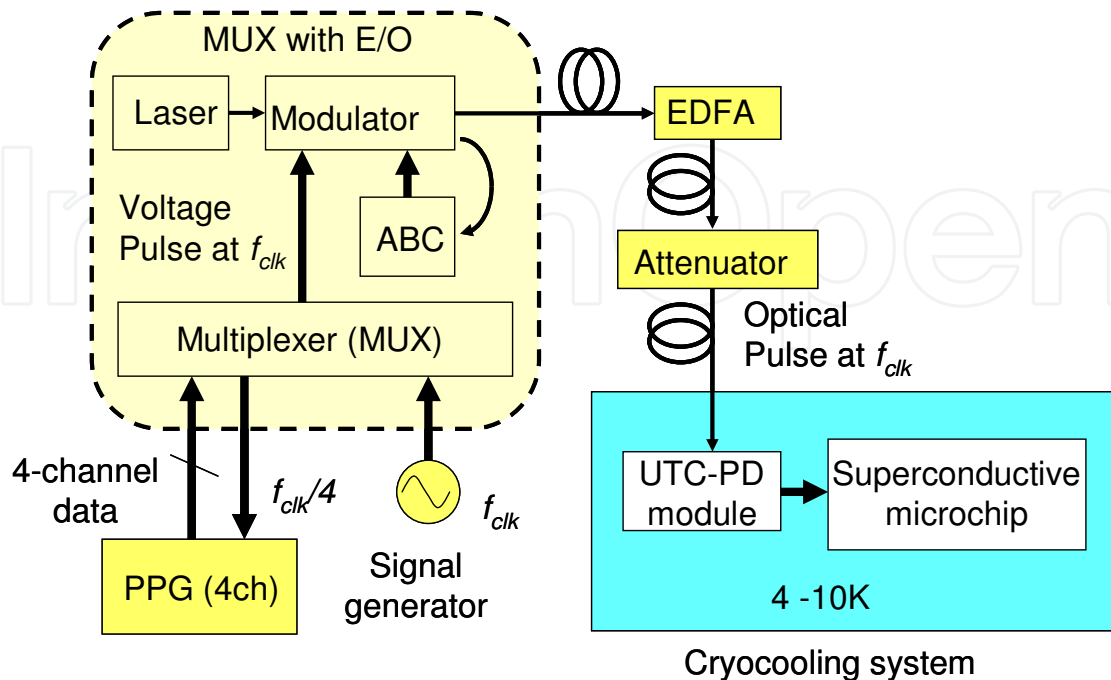 MUX with E/O
Laser
Modulator
EDFA
Voltage
Pulse at fclk
ABC
Attenuator
Multiplexer (MUX)
Optical
Pulse at fclk
4-channel
data
fclk/4
fclk
UTC-PD
module
Superconductive
microchip
PPG (4ch)
Signal
generator
4 -10K
Cryocooling system
InTechOpen